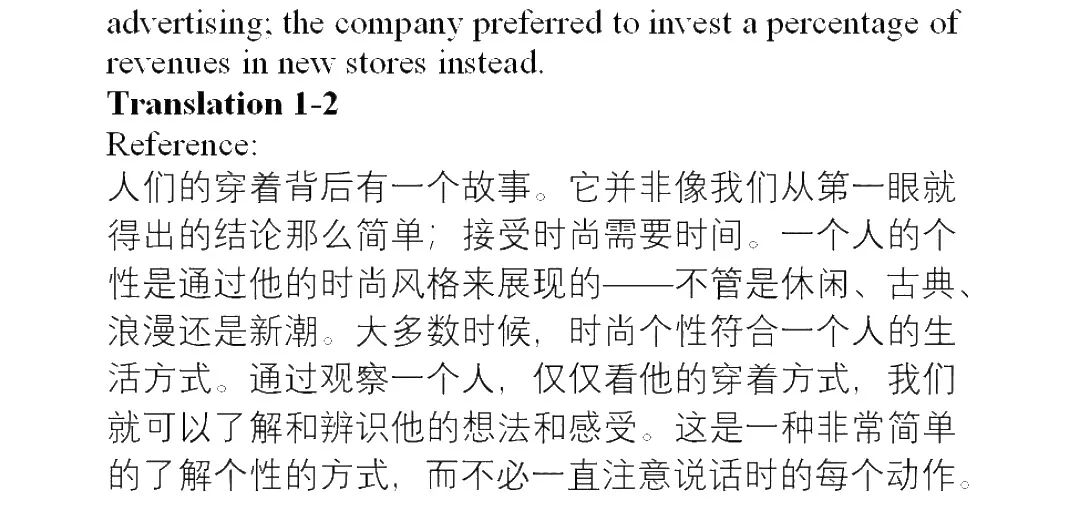 advertising; the company preferred to invest a percentage of
revenues in new stores instead.
Translation 1-2
Reference:
人们的穿着背后有一个故事。它并非像我们从第一眼就
得出的结论那么简单；接受时尚需要时间。一个人的个
性是通过他的时尚风格来展现的——不管是休闲、古典、
浪漫还是新潮。大多数时候，时尚个性符合一个人的生
活方式。通过观察一个人，仅仅看他的穿着方式，我们
就可以了解和辨识他的想法和感受。这是一种非常简单
的了解个性的方式，而不必一直注意说话时的每个动作。